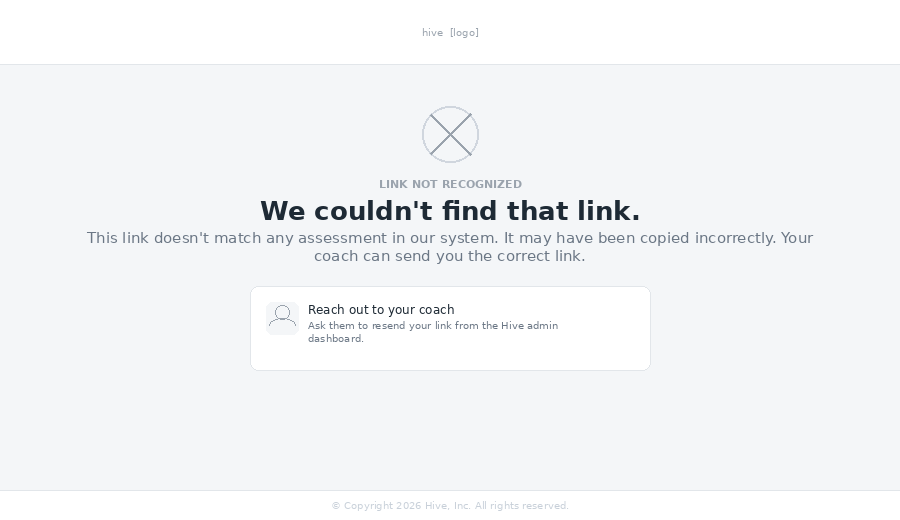 hive [logo]
LINK NOT RECOGNIZED
We couldn't find that link.
This link doesn't match any assessment in our system. It may have been copied incorrectly. Your
coach can send you the correct link.
Reach out to your coach
Ask them to resend your link from the Hive admin
dashboard.
© Copyright 2026 Hive, Inc. All rights reserved.